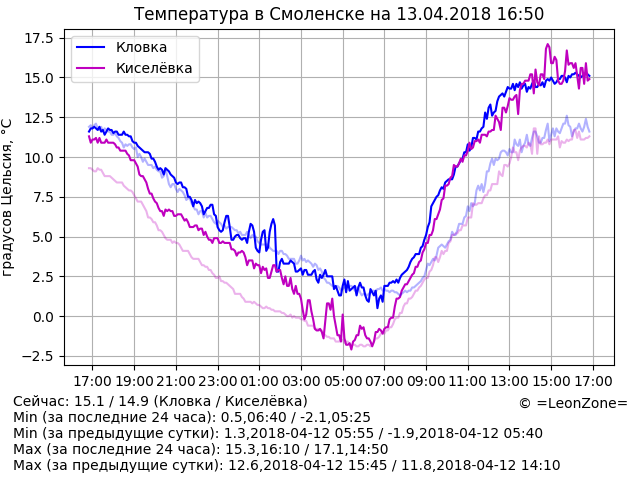 Температура в Смоленске на 13.04.2018 16:50
градусов Цельсия, °C
17.5
15.0
12.5
10.0
7.5
5.0
2.5
0.0
−2.5
Кловка
Киселёвка
17:00 19:00 21:00 23:00 01:00 03:00 05:00 07:00 09:00 11:00 13:00 15:00 17:00
Сейчас: 15.1 / 14.9 (Кловка / Киселёвка)
© =LeonZone=
Min (за последние 24 часа): 0.5,06:40 / -2.1,05:25
Min (за предыдущие сутки): 1.3,2018-04-12 05:55 / -1.9,2018-04-12 05:40
Max (за последние 24 часа): 15.3,16:10 / 17.1,14:50
Max (за предыдущие сутки): 12.6,2018-04-12 15:45 / 11.8,2018-04-12 14:10